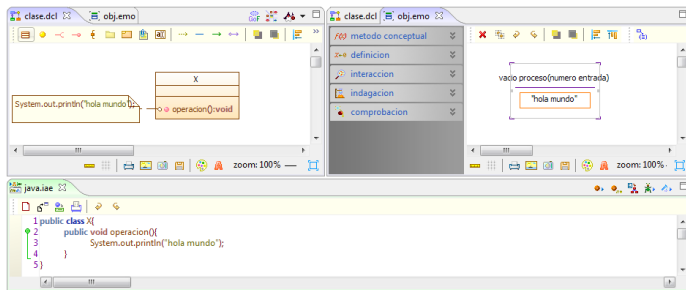 clase.dcl
obj.emo
GoF
X
System.out.println("hola mundo");
operacion():void
zoom: 100%
clase.dcl
obj.emo
metodo conceptual
definicion
interaccion
indagacion
comprobacion
vacio proceso(numero entrada)
"hola mundo"
zoom: 100%
java.iae
1 public class X{
2 public void operacion(){
3 System.out.println("hola mundo");
4 }
5 }